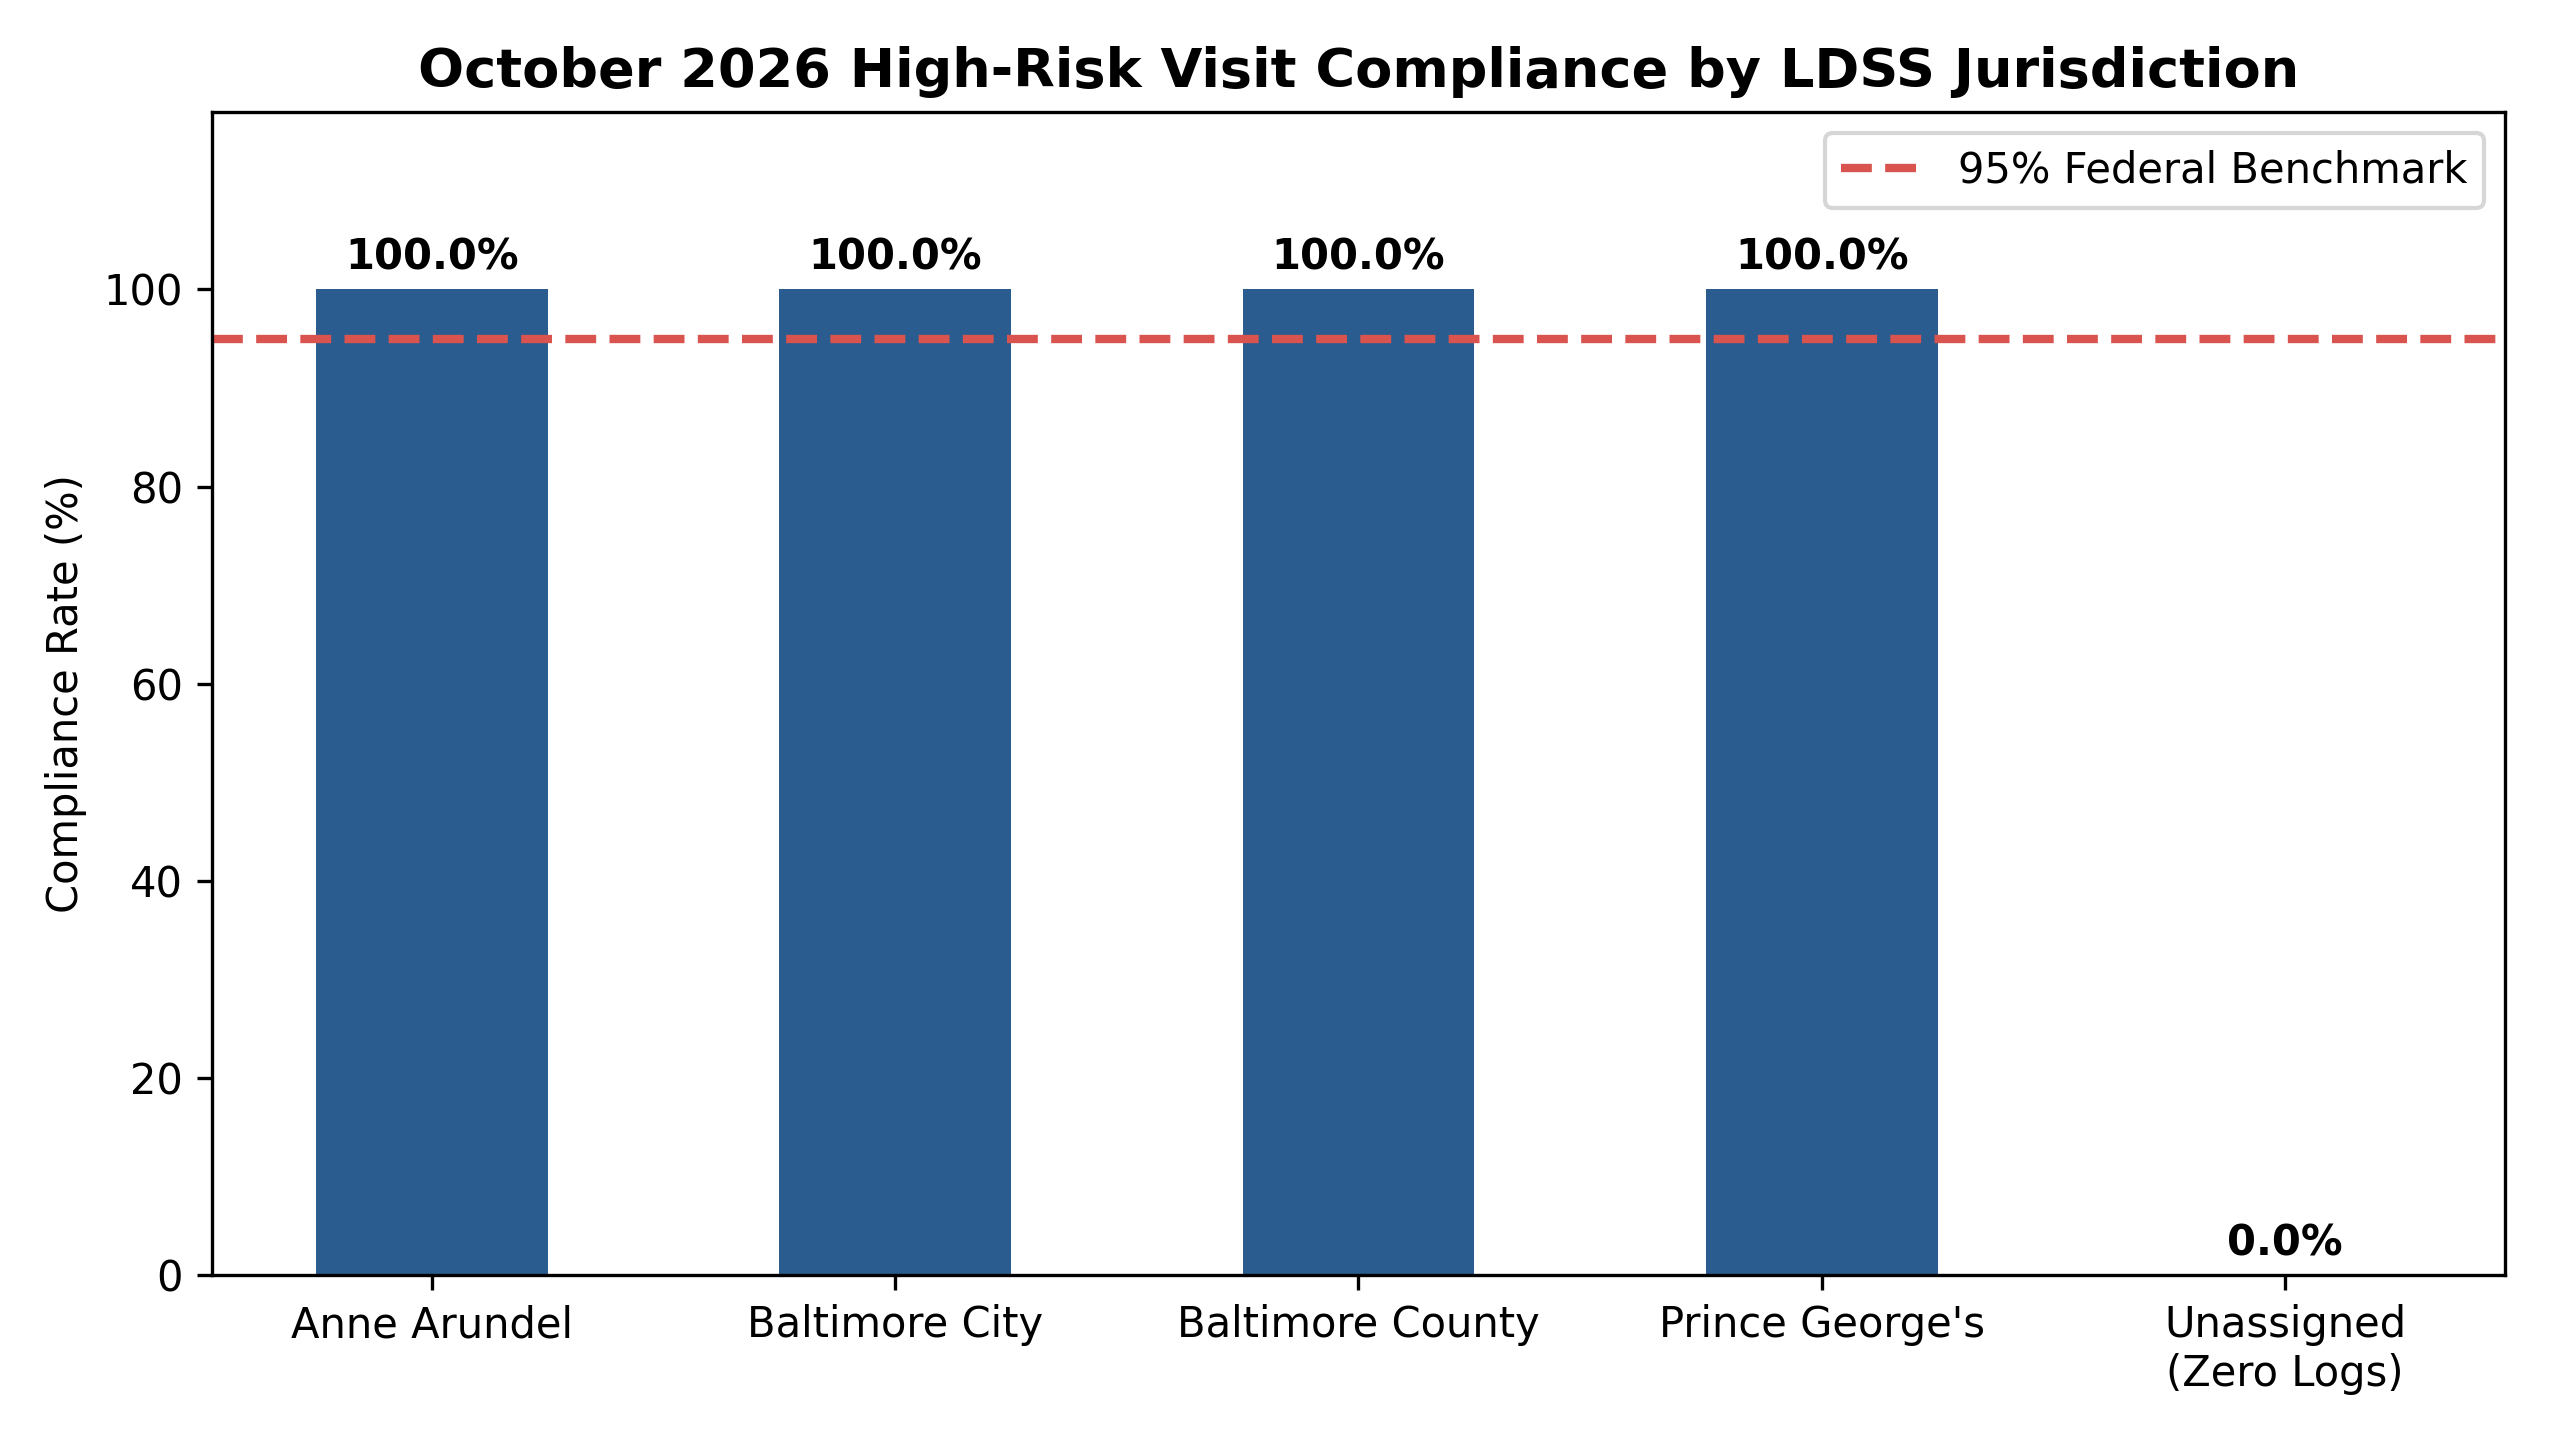 October 2026 High-Risk Visit Compliance by LDSS Jurisdiction
95% Federal Benchmark
100.0%
100.0%
100.0%
100.0%
0.0%
Compliance Rate (%)
100
80
60
40
20
0
Anne Arundel
Baltimore City
Baltimore County
Prince George's
Unassigned
(Zero Logs)